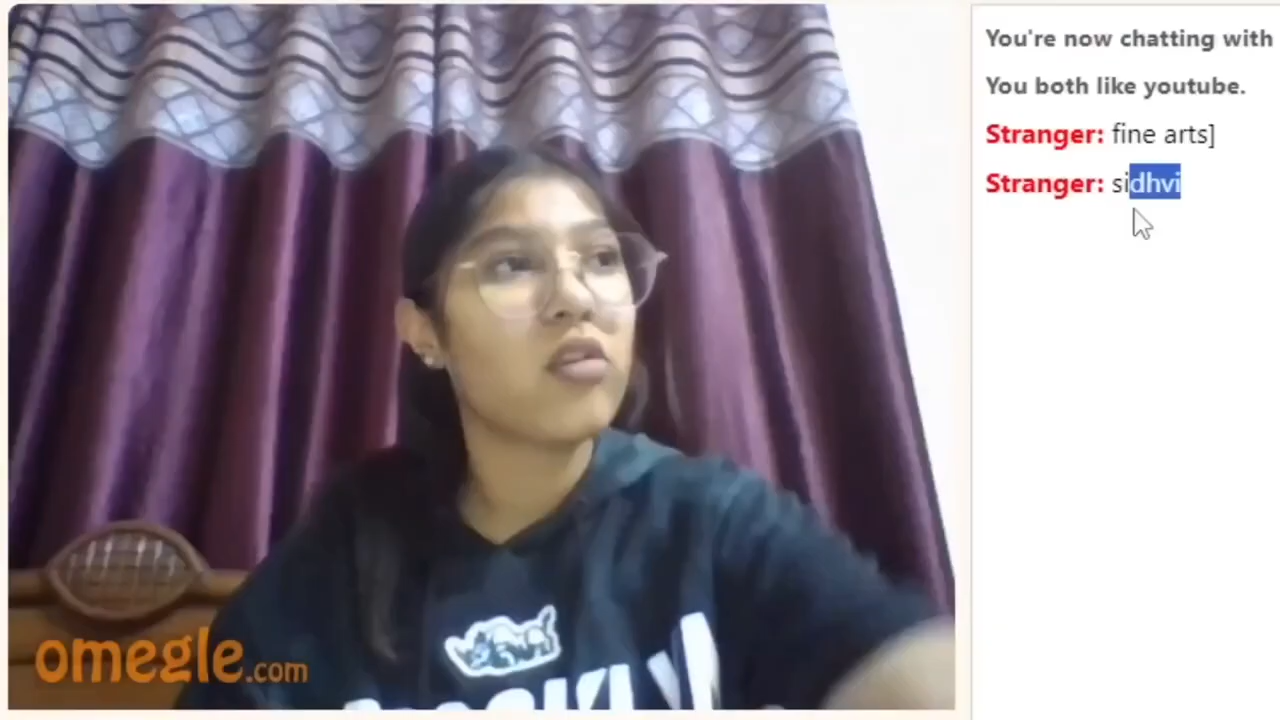 You're now chatting with
You both like youtube.
Stranger: fine arts]
Stranger: sidhvi
omegle.com